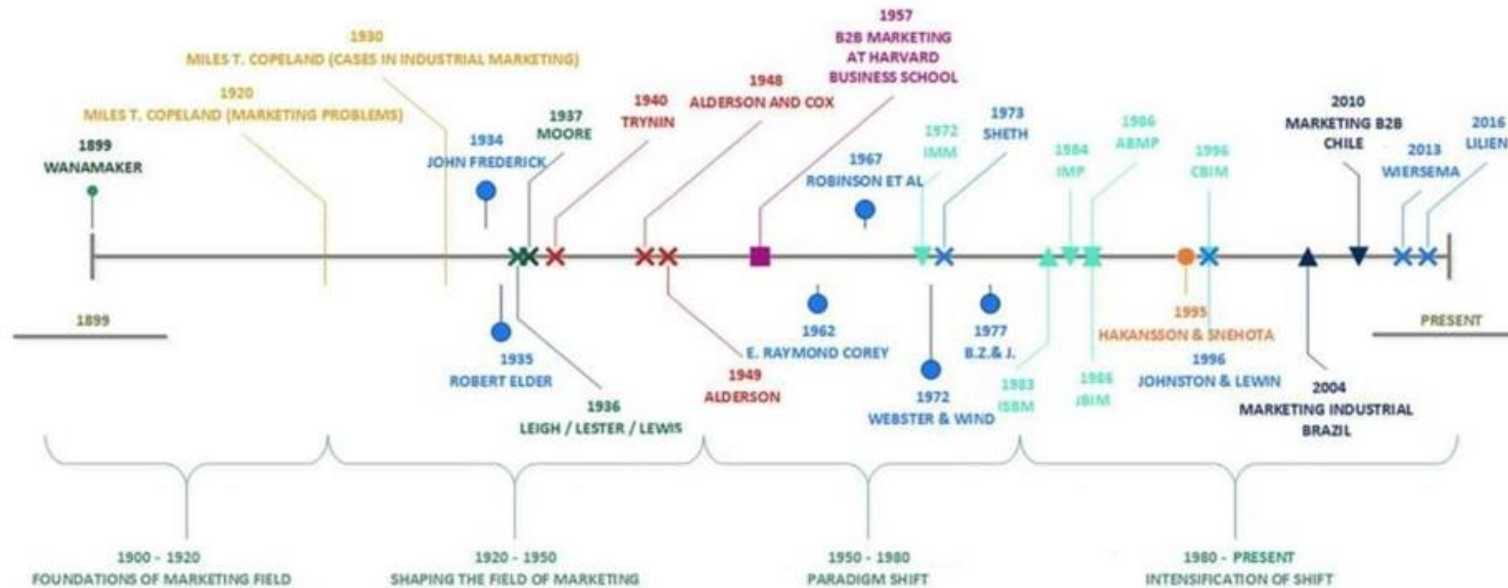 1957
B2B MARKETING
AT HARVARD
BUSINESS SCHOOL
1930
MILES T. COPELAND (CASES IN INDUSTRIAL MARKETING)
1920
MILES T. COPELAND (MARKETING PROBLEMS)
1948
ALDERSON AND COX
1940
TRYNIN
1937
MOORE
1934
JOHN FREDERICK
1899
WANAMAKER
1967
ROBINSON ET AL
1972
IMM
1973
SHETH
1984
IMP
1986
ABMP
1996
CBIM
2010
MARKETING B2B
CHILE
2013
WIERSEMA
2016
LILIEN
1899
PRESENT
1935
ROBERT ELDER
1936
LEIGH / LESTER / LEWIS
1949
ALDERSON
1962
E. RAYMOND COREY
1972
WEBSTER & WIND
1977
B.Z.& J.
1983
ISBM
1986
JBIM
1995
HAKANSSON & SNEHOTA
1996
JOHNSTON & LEWIN
2004
MARKETING INDUSTRIAL
BRAZIL
1900 - 1920
FOUNDATIONS OF MARKETING FIELD
1920 - 1950
SHAPING THE FIELD OF MARKETING
1950 - 1980
PARADIGM SHIFT
1980 - PRESENT
INTENSIFICATION OF SHIFT